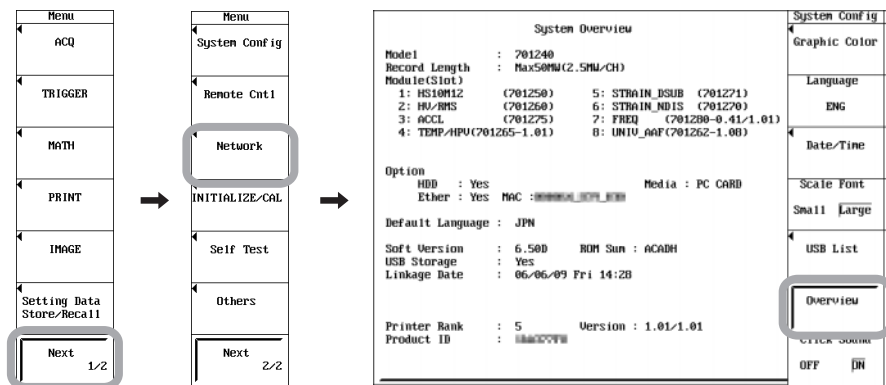 Menu
ACQ
TRIGGER
MATH
PRINT
IMAGE
Setting Data
Store/Recall
Next
1/2
Menu
System Config
Remote Cntl
Network
INITIALIZE/CAL
Self Test
Others
Next
2/2
System Overview
Model : 701240
Record Length : Max50MW(2.5MW/CH)
Module(Slot)
1: HS10M12 (701250) 5: STRAIN_DSUB (701271)
2: HV/RMS (701260) 6: STRAIN_NDIS (701270)
3: ACCL (701275) 7: FREQ (701280-0.41/1.01)
4: TEMP/HPV(701265-1.01) 8: UNIV_AAF(701262-1.08)
Option
HDD : Yes Media : PC CARD
Ether : Yes MAC :
Default Language : JPN
Soft Version : 6.50D ROM Sum : ACADH
USB Storage : Yes
Linkage Date : 06/06/09 Fri 14:28
Printer Rank : 5 Version : 1.01/1.01
Product ID :
System Config
Graphic Color
Language
ENG
Date/Time
Scale Font
Small Large
USB List
Overview
Click Sound
OFF ON